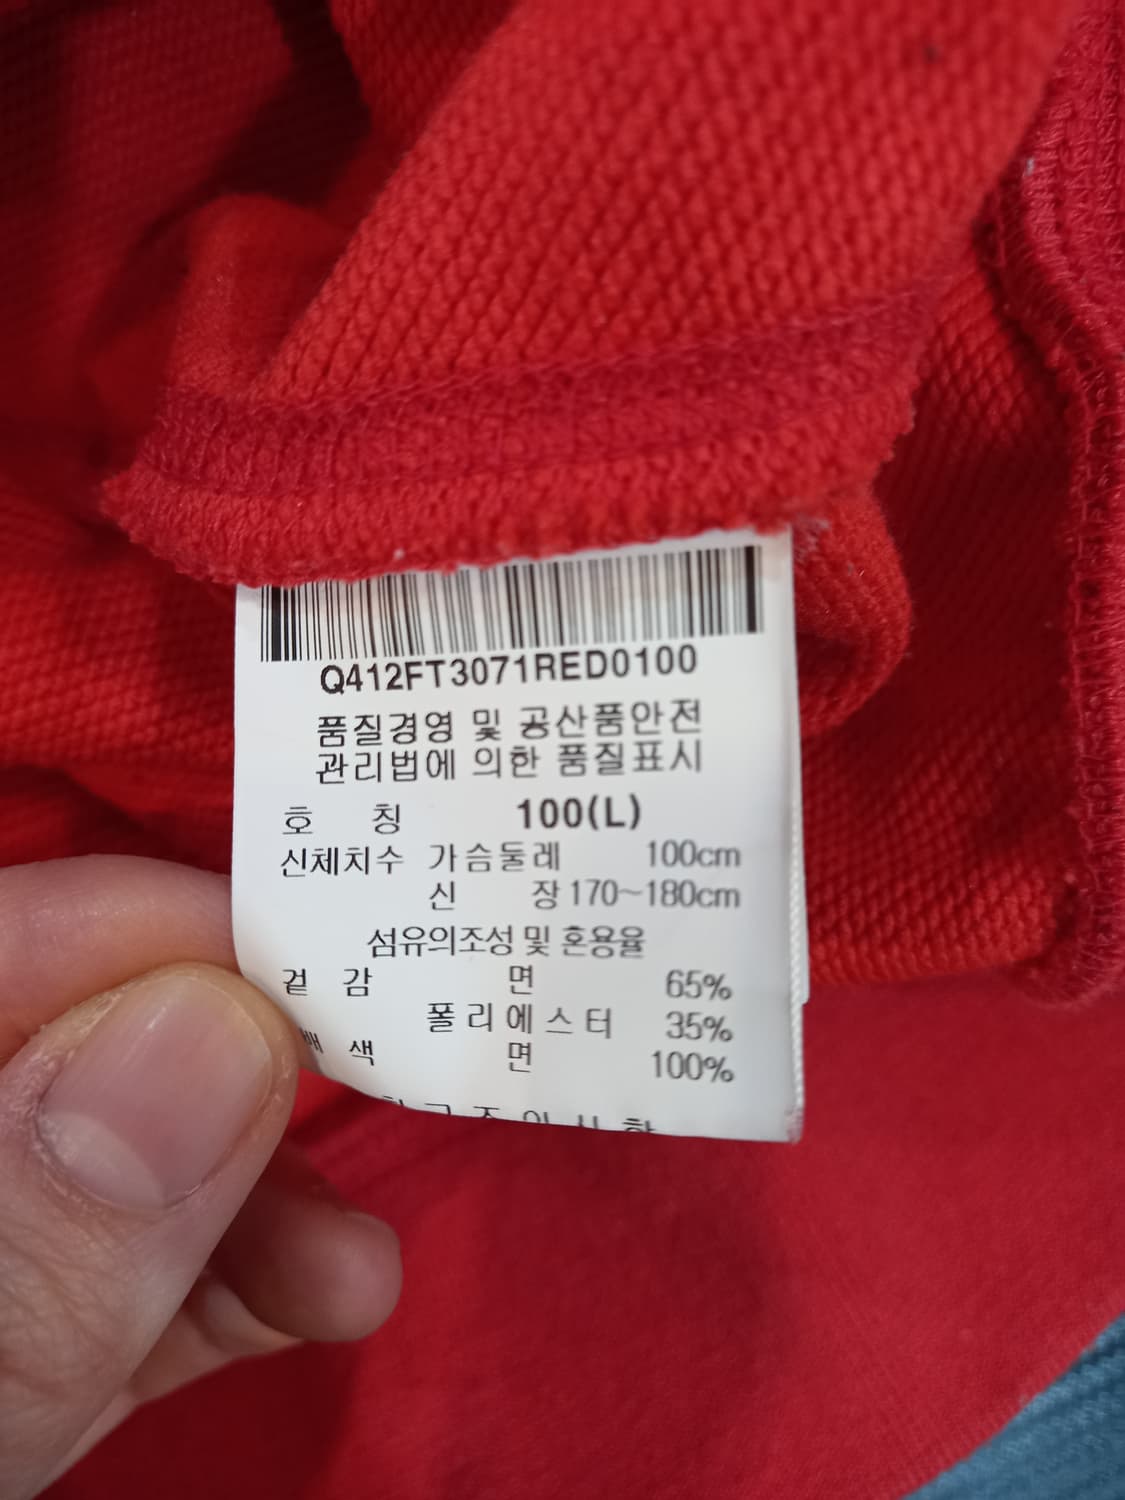 Q412FT3071RED0100
품질경영 및 공산품안전
관리법에 의한 품질표시
호 칭 100(L)
신체치수 가슴둘레 100cm
신 장 170~180cm
섬유의조성 및 혼용율
겉 감 면 65%
폴리에스터 35%
배 색 면 100%